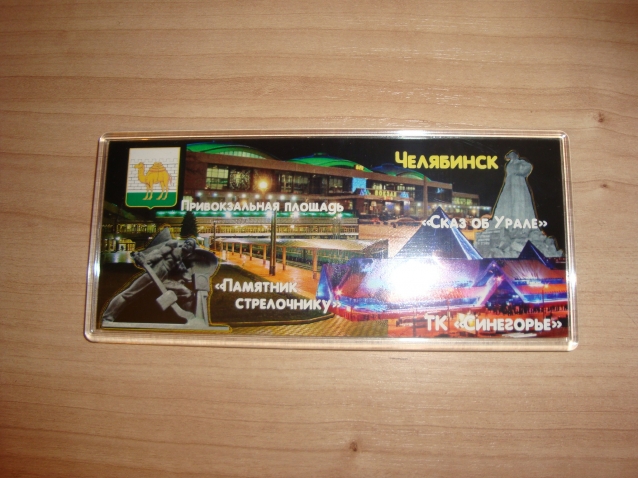 Челябинск
Привокзальная площадь
«Сказ об Урале»
«Памятник
стрелочнику»
ТК «Синегорье»